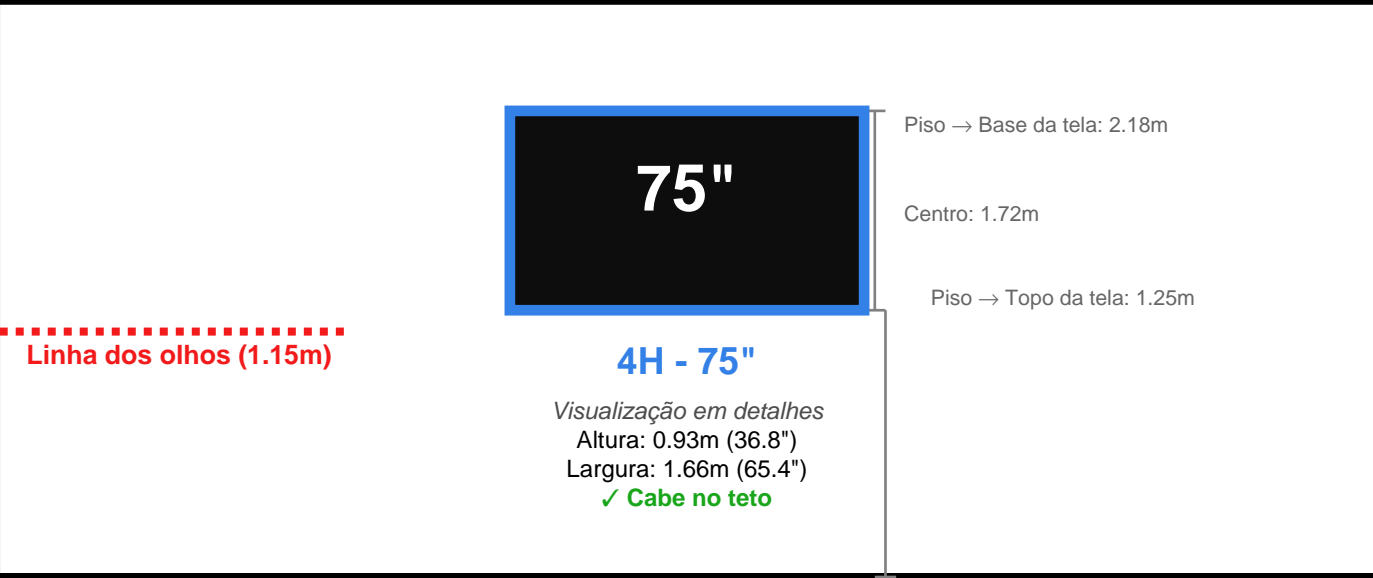 75"
Piso → Base da tela: 2.18m
Centro: 1.72m
Piso → Topo da tela: 1.25m
Linha dos olhos (1.15m)
4H - 75"
Visualização em detalhes
Altura: 0.93m (36.8")
Largura: 1.66m (65.4")
✓ Cabe no teto